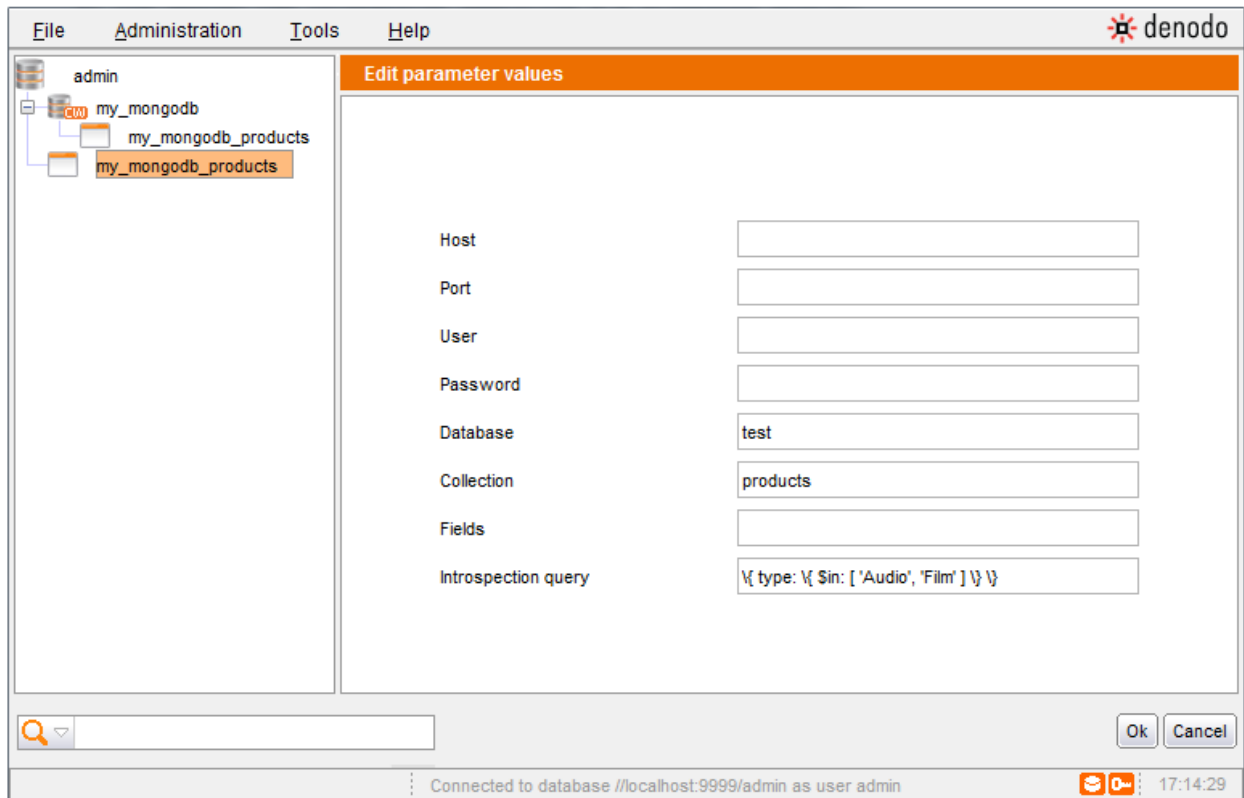 File Administration Tools Help denodo
admin
my_mongodb
my_mongodb_products
my_mongodb_products
Edit parameter values
Host
Port
User
Password
Database test
Collection products
Fields
Introspection query \{ type: \{ $in: [ 'Audio', 'Film' ] \} \}
Ok Cancel
Connected to database //localhost:9999/admin as user admin 17:14:29